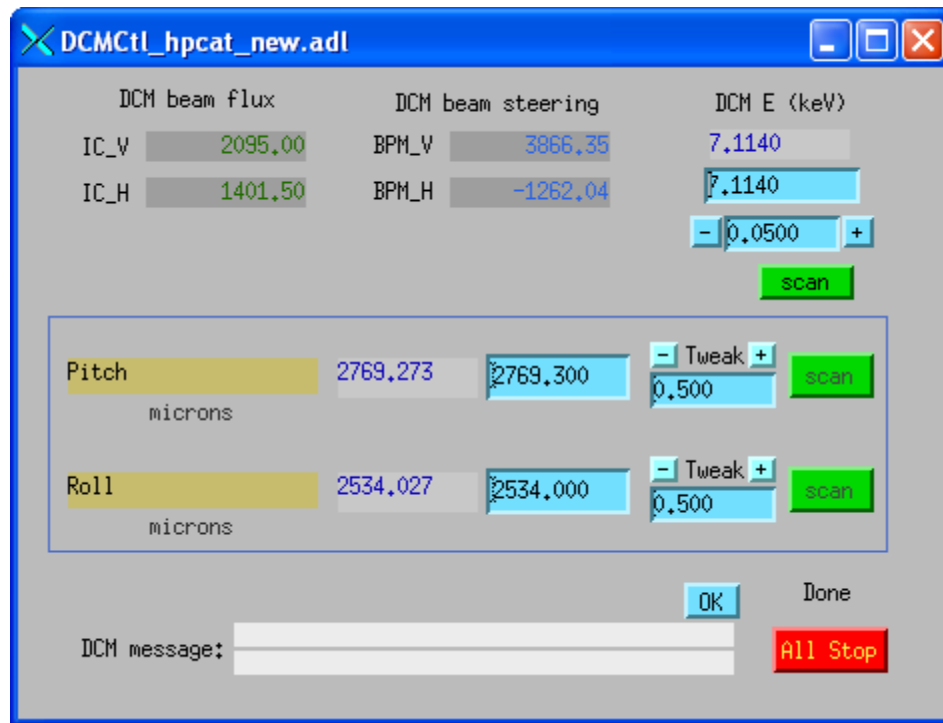 DCMCtl_hpcat_new.adl
DCM beam flux DCM beam steering DCM E (keV)
IC_V 2095.00 BPM_V 3866.35 7.1140
IC_H 1401.50 BPM_H -1262.04 7.1140
- 0.0500 +
scan
Pitch 2769.273 2769.300 - Tweak + scan
0.500
microns
Roll 2534.027 2534.000 - Tweak + scan
0.500
microns
OK Done
DCM message: All Stop